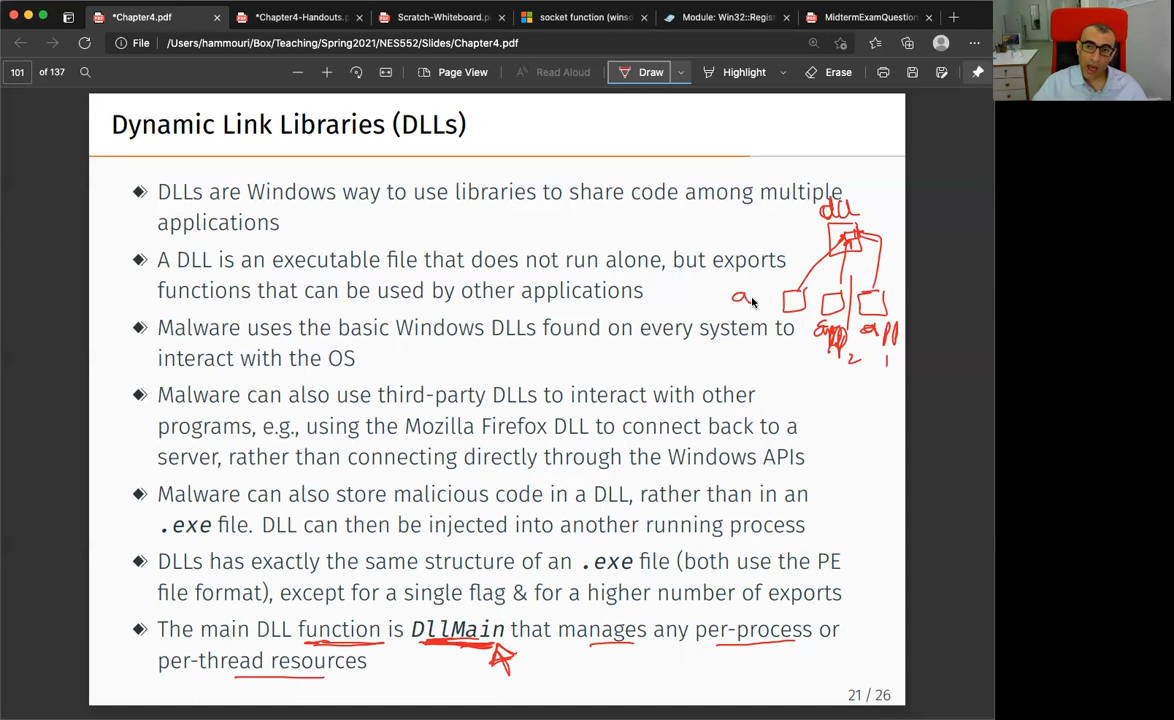 *Chapter4.pdf
*Chapter4-Handouts.pdf
Scratch-Whiteboard.pdf
socket function (winso
Module: Win32::Regist
MidtermExamQuestion
File /Users/hammouri/Box/Teaching/Spring2021/NES552/Slides/Chapter4.pdf
101 of 137
Page View
Read Aloud
Draw
Highlight
Erase
Dynamic Link Libraries (DLLs)
DLLs are Windows way to use libraries to share code among multiple
applications
dll
A DLL is an executable file that does not run alone, but exports
functions that can be used by other applications
a
Malware uses the basic Windows DLLs found on every system to
interact with the OS
app
2
app
1
Malware can also use third-party DLLs to interact with other
programs, e.g., using the Mozilla Firefox DLL to connect back to a
server, rather than connecting directly through the Windows APIs
Malware can also store malicious code in a DLL, rather than in an
.exe file. DLL can then be injected into another running process
DLLs has exactly the same structure of an .exe file (both use the PE
file format), except for a single flag & for a higher number of exports
The main DLL function is DllMain that manages any per-process or
per-thread resources
21 / 26